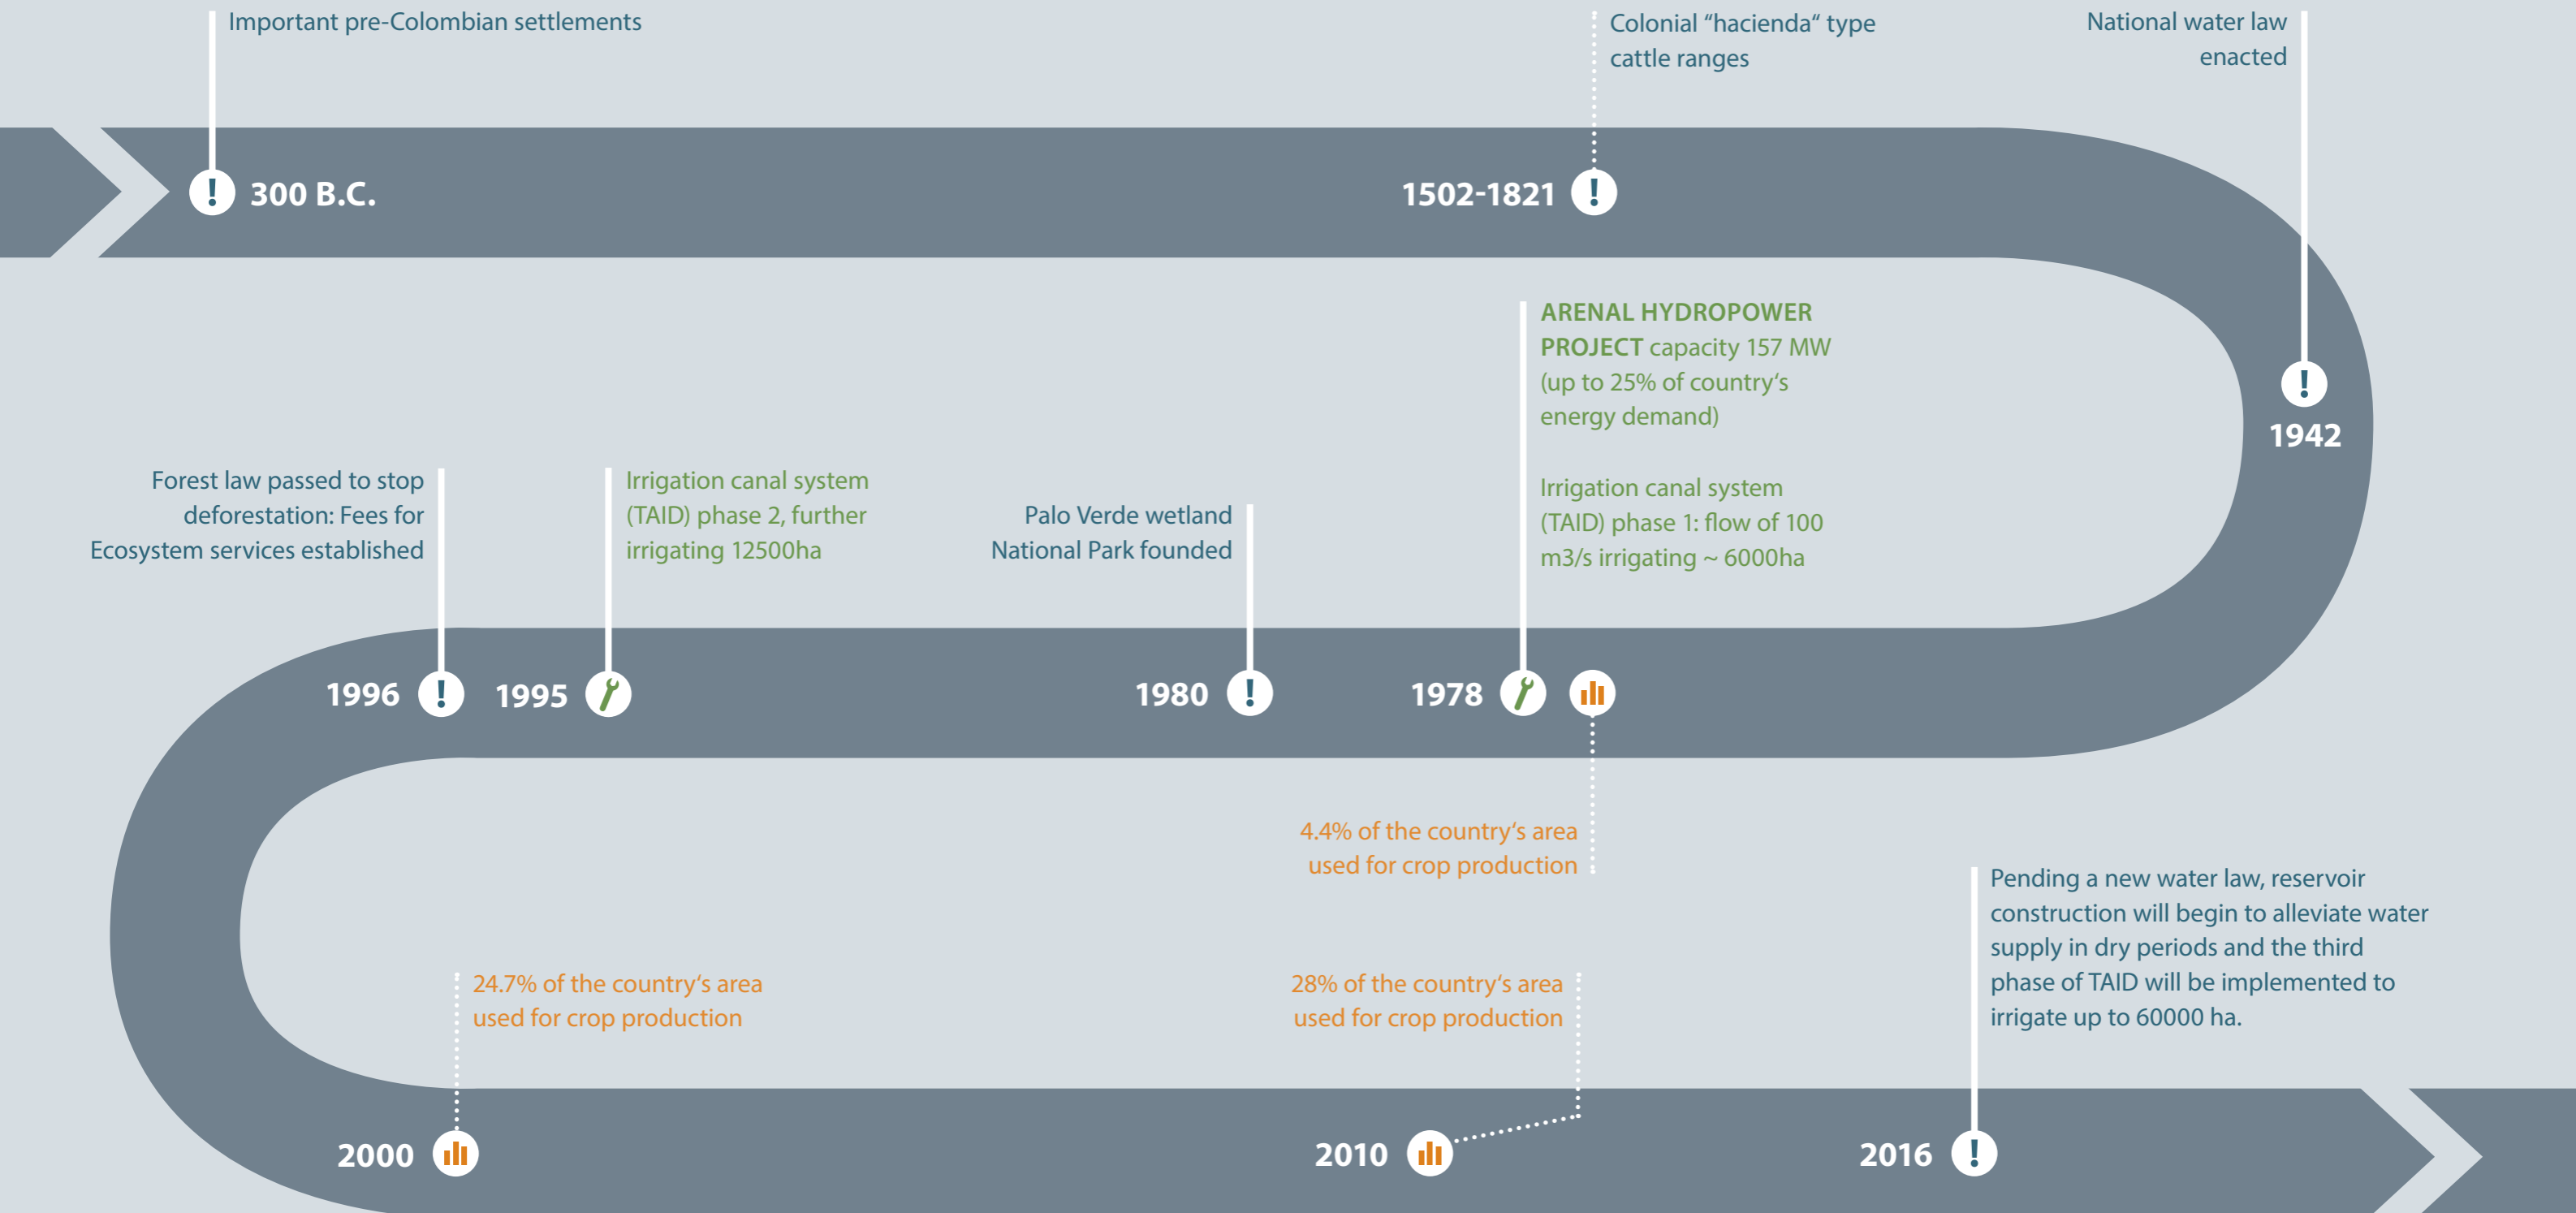 Important pre-Colombian settlements
300 B.C.
Colonial “hacienda“ type
cattle ranges
1502-1821
National water law
enacted
1942
ARENAL HYDROPOWER
PROJECT capacity 157 MW
(up to 25% of country‘s
energy demand)
Irrigation canal system
(TAID) phase 1: flow of 100
m3/s irrigating ~ 6000ha
1978
4.4% of the country‘s area
used for crop production
Palo Verde wetland
National Park founded
1980
Irrigation canal system
(TAID) phase 2, further
irrigating 12500ha
1995
Forest law passed to stop
deforestation: Fees for
Ecosystem services established
1996
24.7% of the country‘s area
used for crop production
2000
28% of the country‘s area
used for crop production
2010
Pending a new water law, reservoir
construction will begin to alleviate water
supply in dry periods and the third
phase of TAID will be implemented to
irrigate up to 60000 ha.
2016